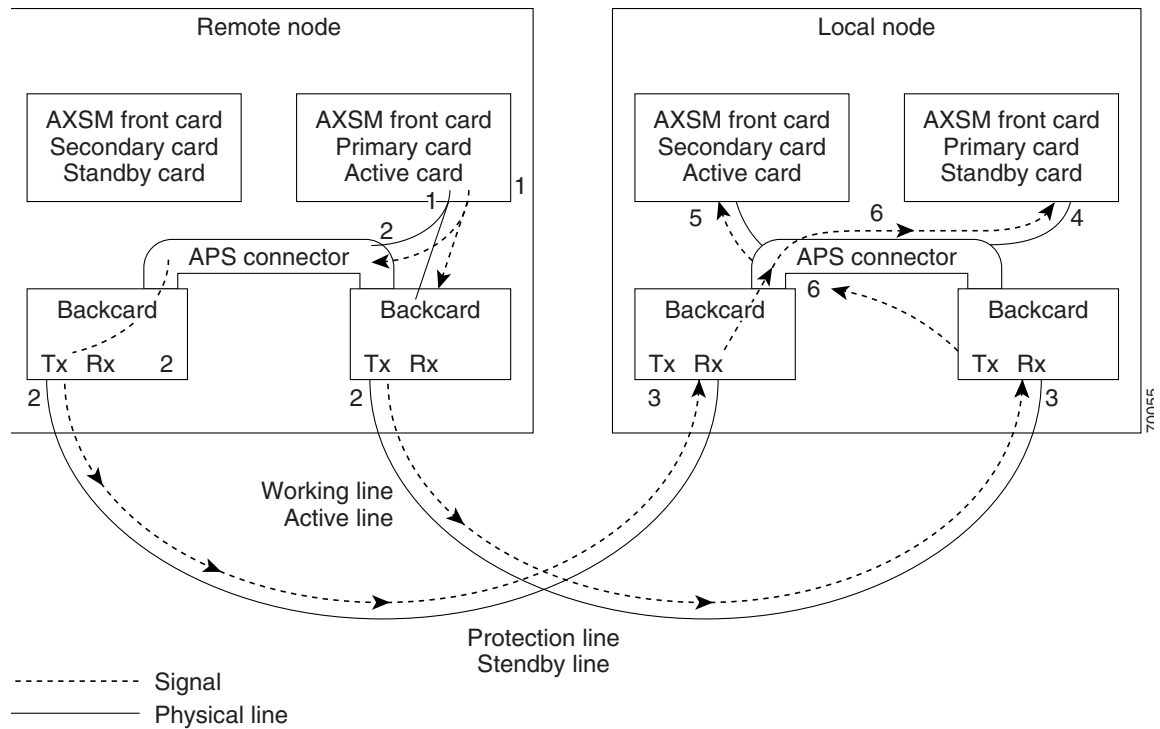 Remote node
Local node
AXSM front card
Secondary card
Standby card
AXSM front card
Primary card
Active card
AXSM front card
Secondary card
Active card
AXSM front card
Primary card
Standby card
1
1
2
5
6
4
APS connector
APS connector
6
Backcard
Backcard
Backcard
Backcard
Tx Rx 2
Tx Rx
Tx Rx
Tx Rx
2
2
3
3
70055
Working line
Active line
Protection line
Stendby line
Signal
Physical line